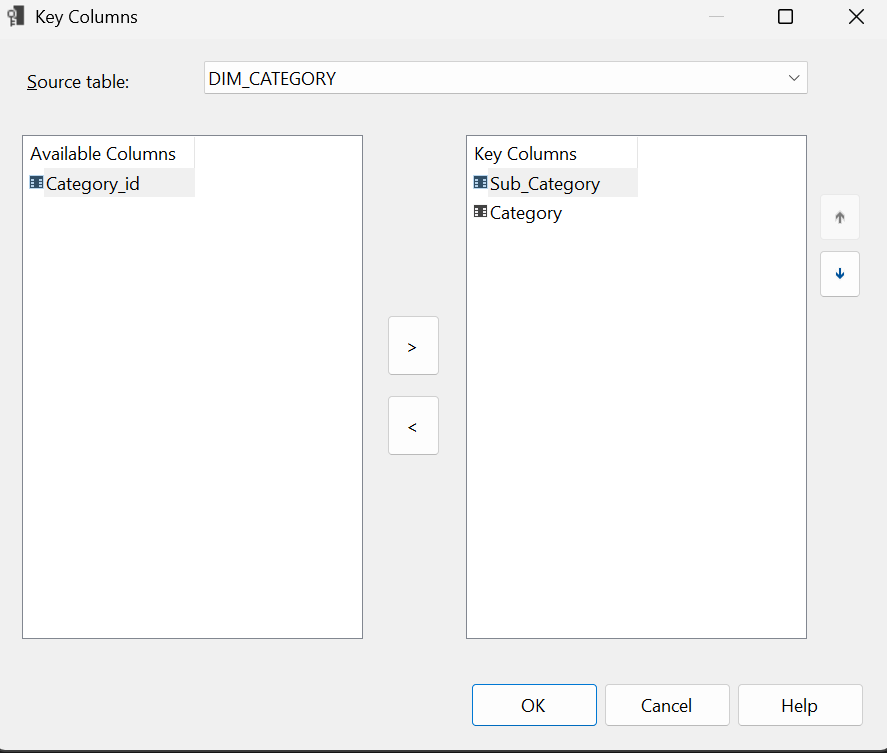 Key Columns
Source table:
DIM_CATEGORY
Available Columns
Category_id
>
<
Key Columns
Sub_Category
Category
OK
Cancel
Help